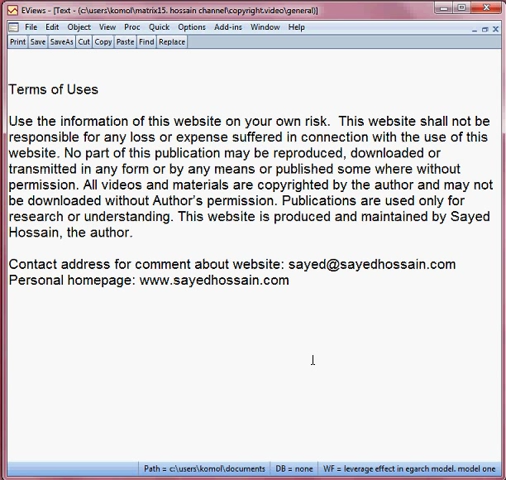 EViews - [Text - (c:\users\komol\matrix15. hossain channel\copyright.video\general)]
File Edit Object View Proc Quick Options Add-ins Window Help
Print Save SaveAs Cut Copy Paste Find Replace
Terms of Uses
Use the information of this website on your own risk.  This website shall not be
responsible for any loss or expense suffered in connection with the use of this
website. No part of this publication may be reproduced, downloaded or
transmitted in any form or by any means or published some where without
permission. All videos and materials are copyrighted by the author and may not
be downloaded without Author's permission. Publications are used only for
research or understanding. This website is produced and maintained by Sayed
Hossain, the author.
Contact address for comment about website: sayed@sayedhossain.com
Personal homepage: www.sayedhossain.com
Path = c:\users\komol\documents DB = none WF = leverage effect in egarch model. model one